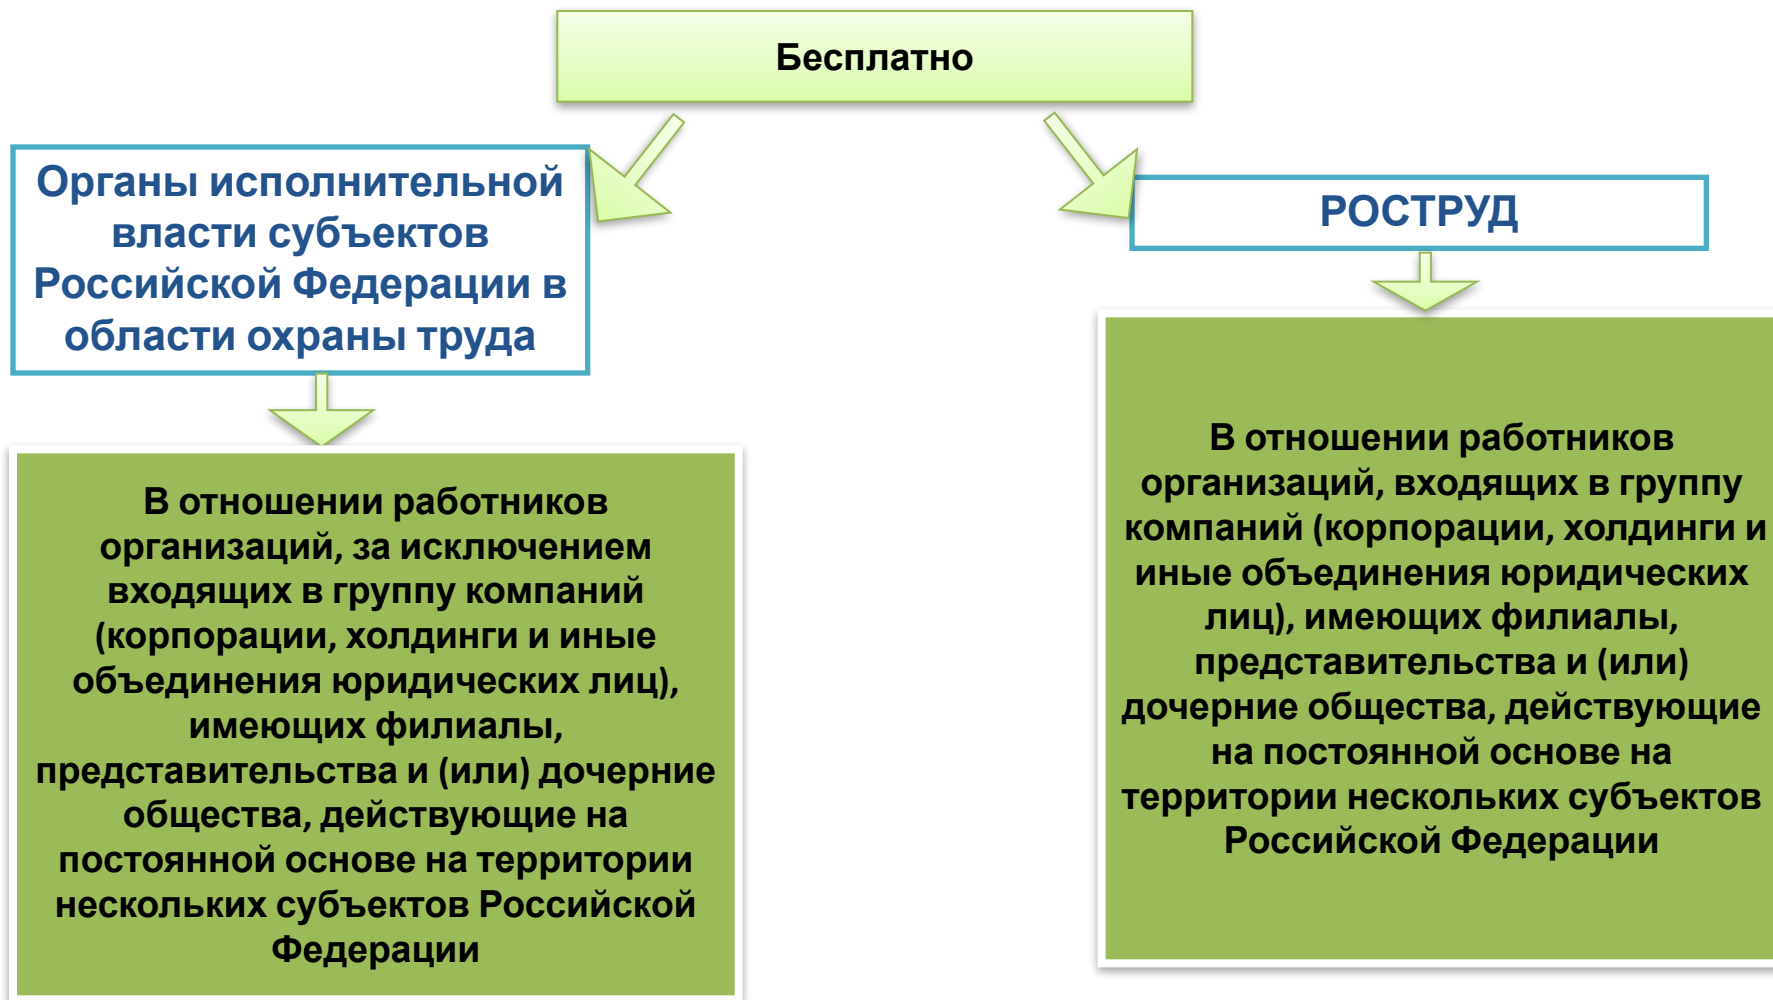 Бесплатно
Органы исполнительной
власти субъектов
Российской Федерации в
области охраны труда
В отношении работников
организаций, за исключением
входящих в группу компаний
(корпорации, холдинги и иные
объединения юридических лиц),
имеющих филиалы,
представительства и (или) дочерние
общества, действующие на
постоянной основе на территории
нескольких субъектов Российской
Федерации
РОСТРУД
В отношении работников
организаций, входящих в группу
компаний (корпорации, холдинги и
иные объединения юридических
лиц), имеющих филиалы,
представительства и (или)
дочерние общества, действующие
на постоянной основе на
территории нескольких субъектов
Российской Федерации